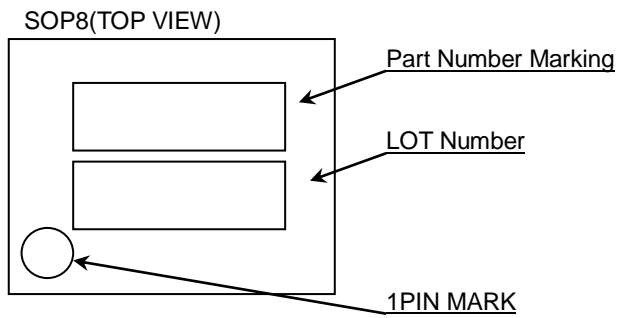 SOP8(TOP VIEW)
Part Number Marking
LOT Number
1PIN MARK